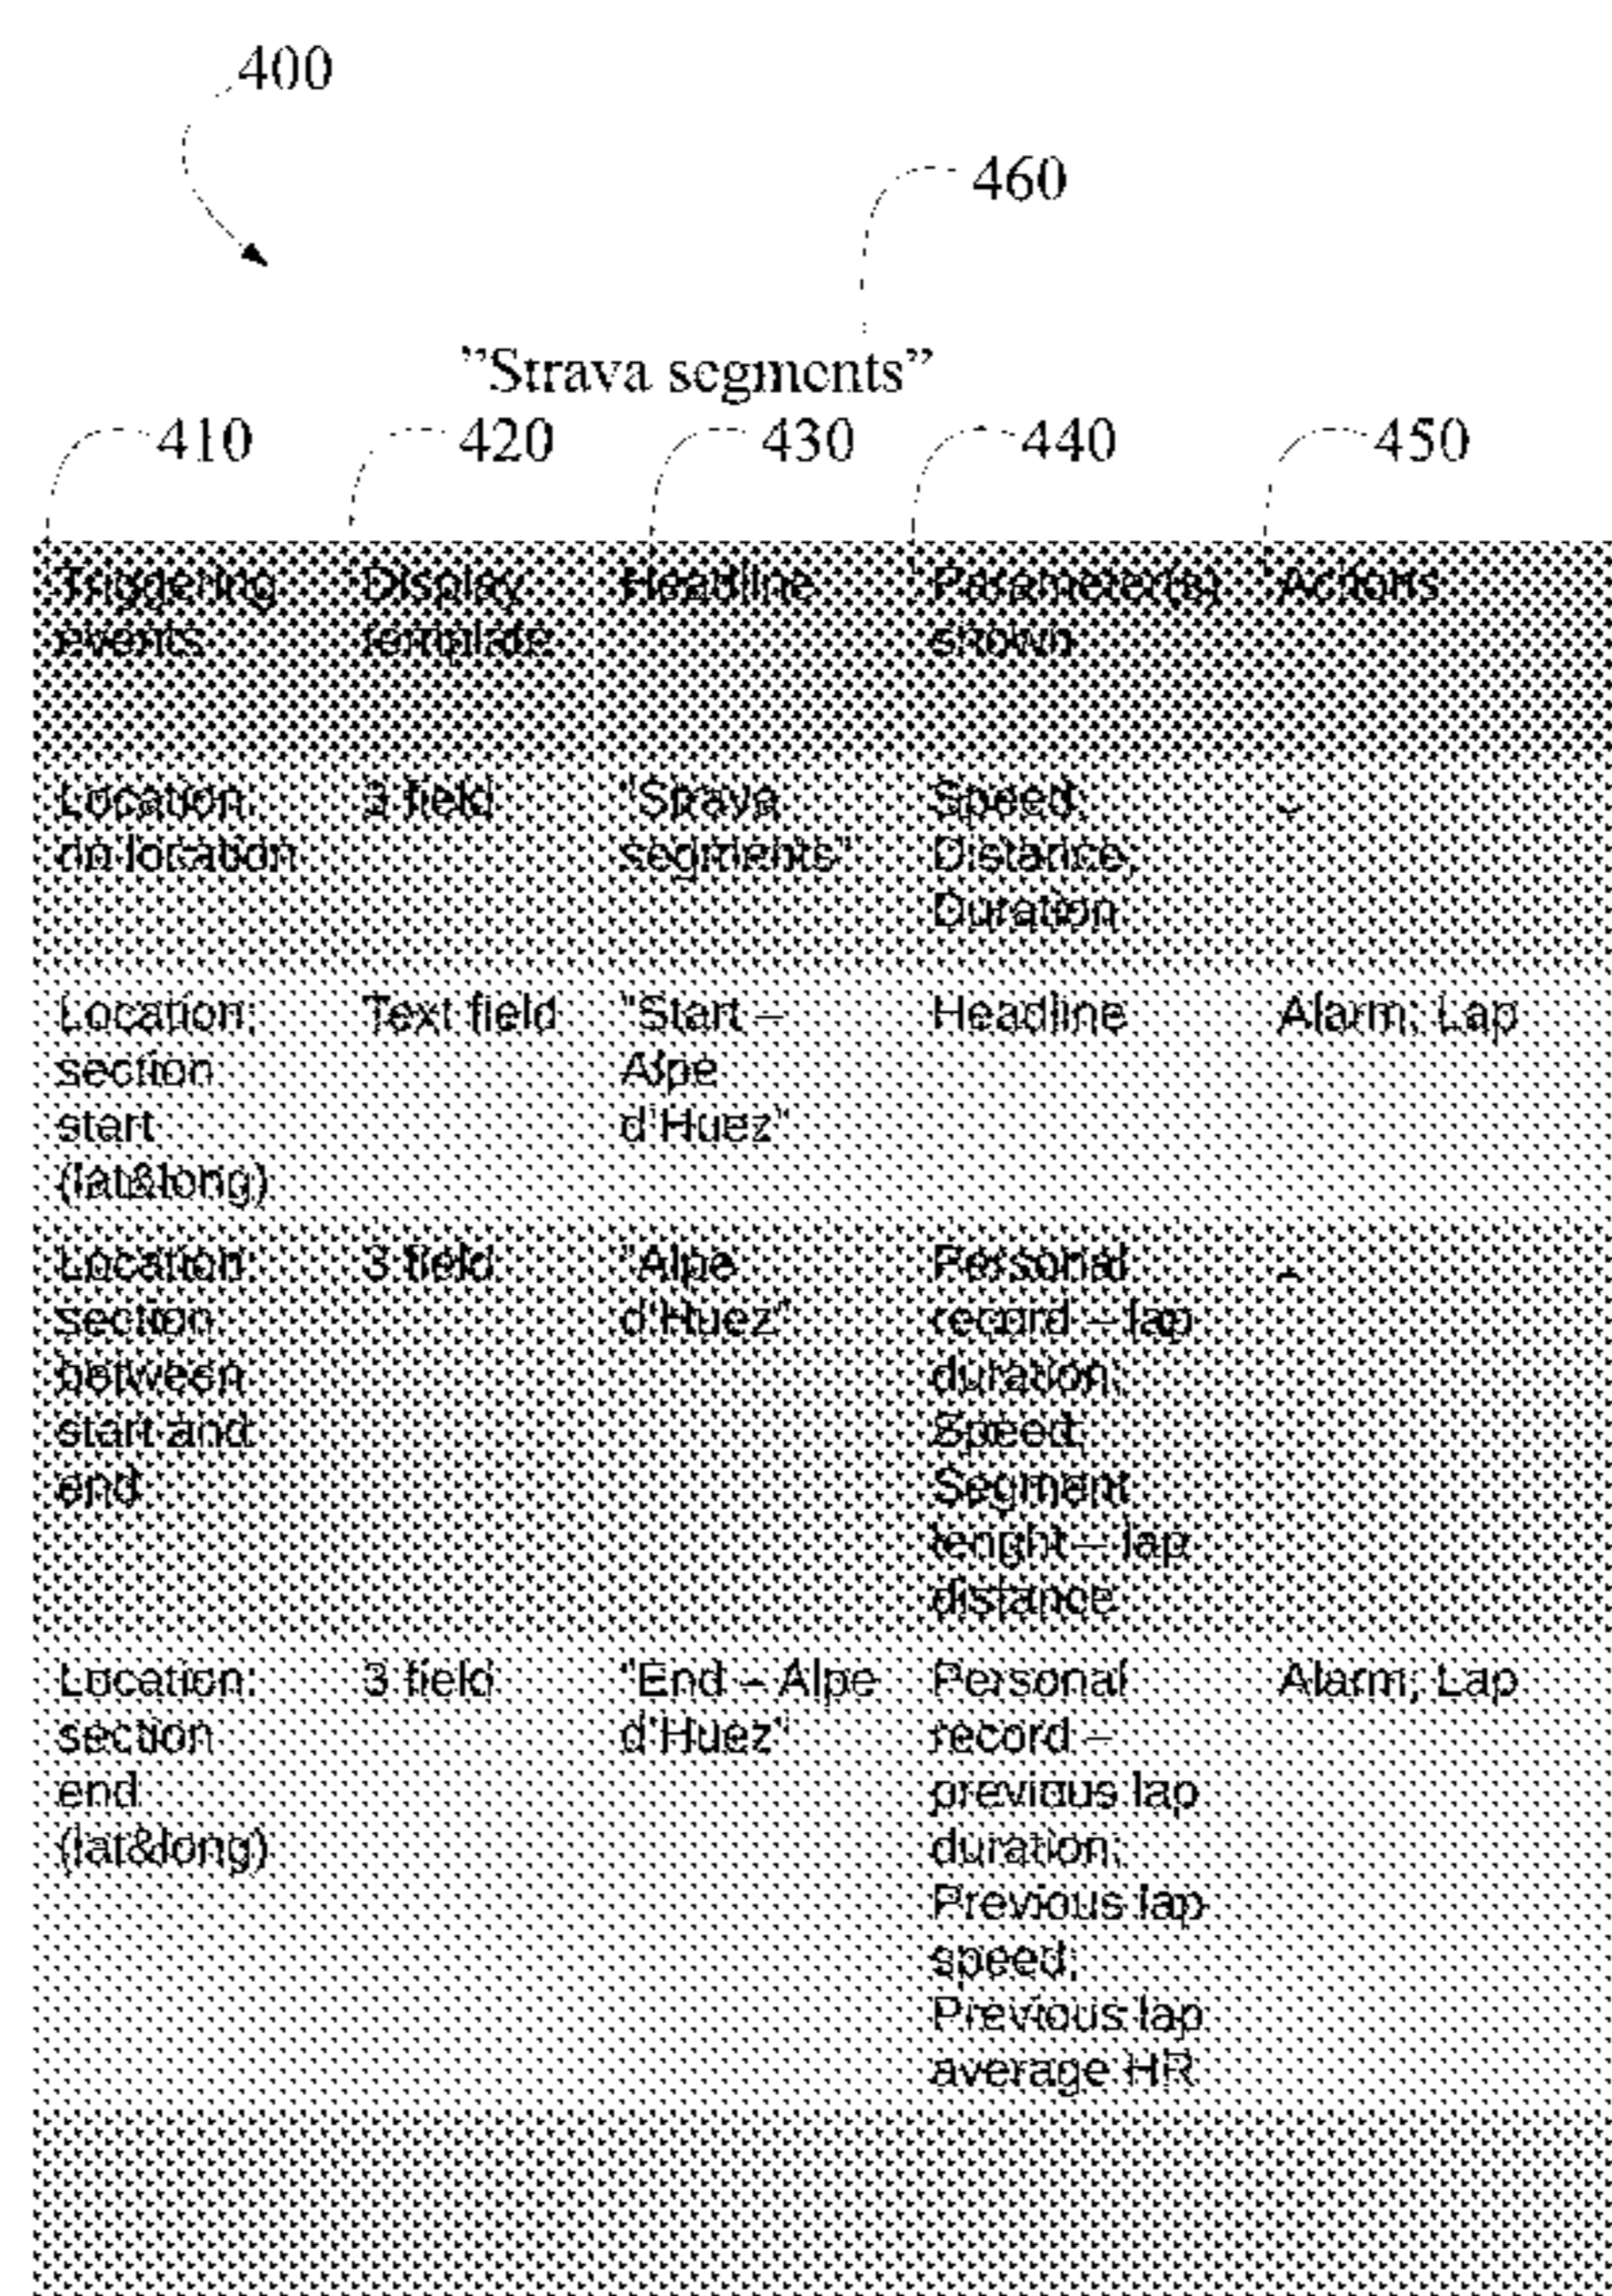 400
460
”Strava segments”
410 420 430 440 450
Triggering events Display template Headline Parameter(s) shown Actions
Location: no location 3 field "Strava segments" Speed; Distance; Duration -
Location: section start (lat&long) Text field "Start – Alpe d'Huez" Headline Alarm; Lap
Location: section between start and end 3 field "Alpe d'Huez" Personal record – lap duration; Speed; Segment lenght – lap distance -
Location: section end (lat&long) 3 field "End – Alpe d'Huez" Personal record – previous lap duration; Previous lap speed; Previous lap average HR Alarm; Lap